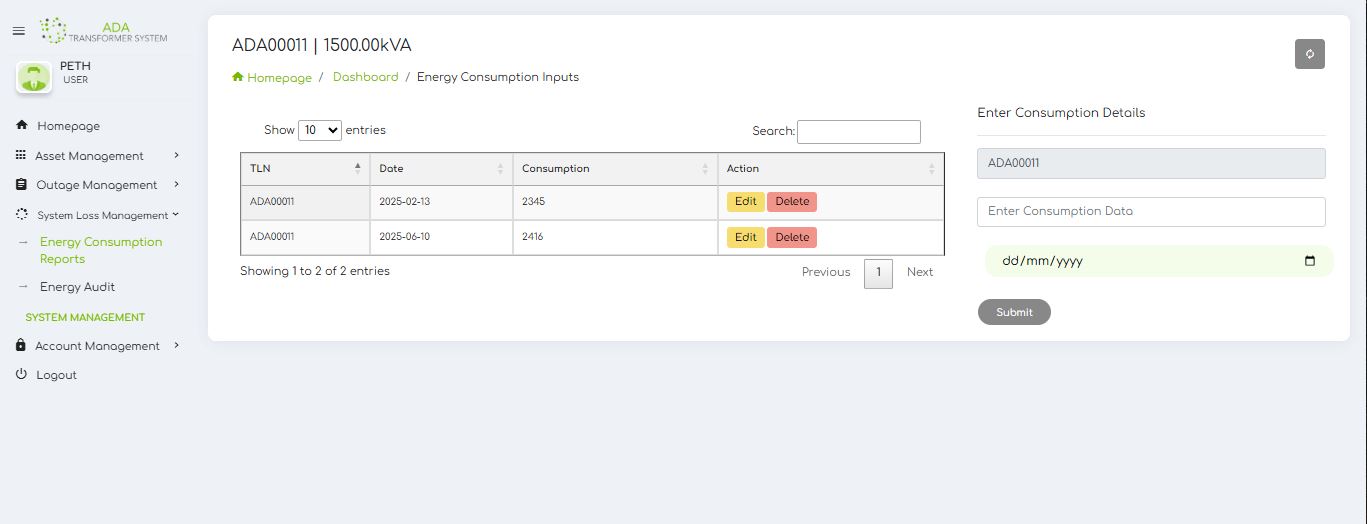 ADA
TRANSFORMER SYSTEM
PETH
USER
Homepage
Asset Management
Outage Management
System Loss Management
Energy Consumption
Reports
Energy Audit
SYSTEM MANAGEMENT
Account Management
Logout
ADA00011 | 1500.00kVA
Homepage / Dashboard / Energy Consumption Inputs
Show 10 entries
Search:
TLN Date Consumption Action
ADA00011 2025-02-13 2345 Edit Delete
ADA00011 2025-06-10 2416 Edit Delete
Showing 1 to 2 of 2 entries
Previous 1 Next
Enter Consumption Details
ADA00011
Enter Consumption Data
dd/mm/yyyy
Submit